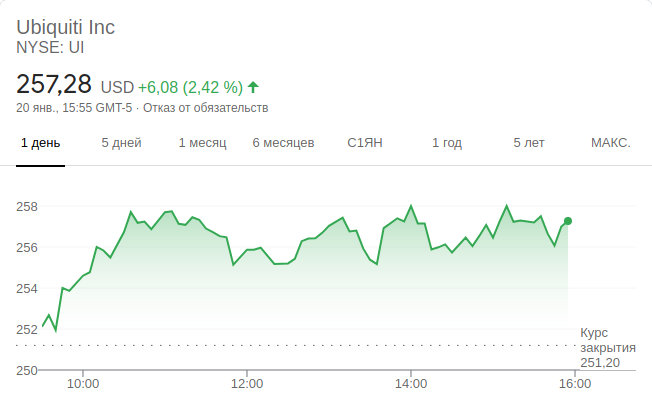 Ubiquiti Inc
NYSE: UI
257,28 USD +6,08 (2,42 %)
20 янв., 15:55 GMT-5 · Отказ от обязательств
1 день 5 дней 1 месяц 6 месяцев С1ЯН 1 год 5 лет МАКС.
258
256
254
252
Курс
закрытия
251,20
250
10:00 12:00 14:00 16:00